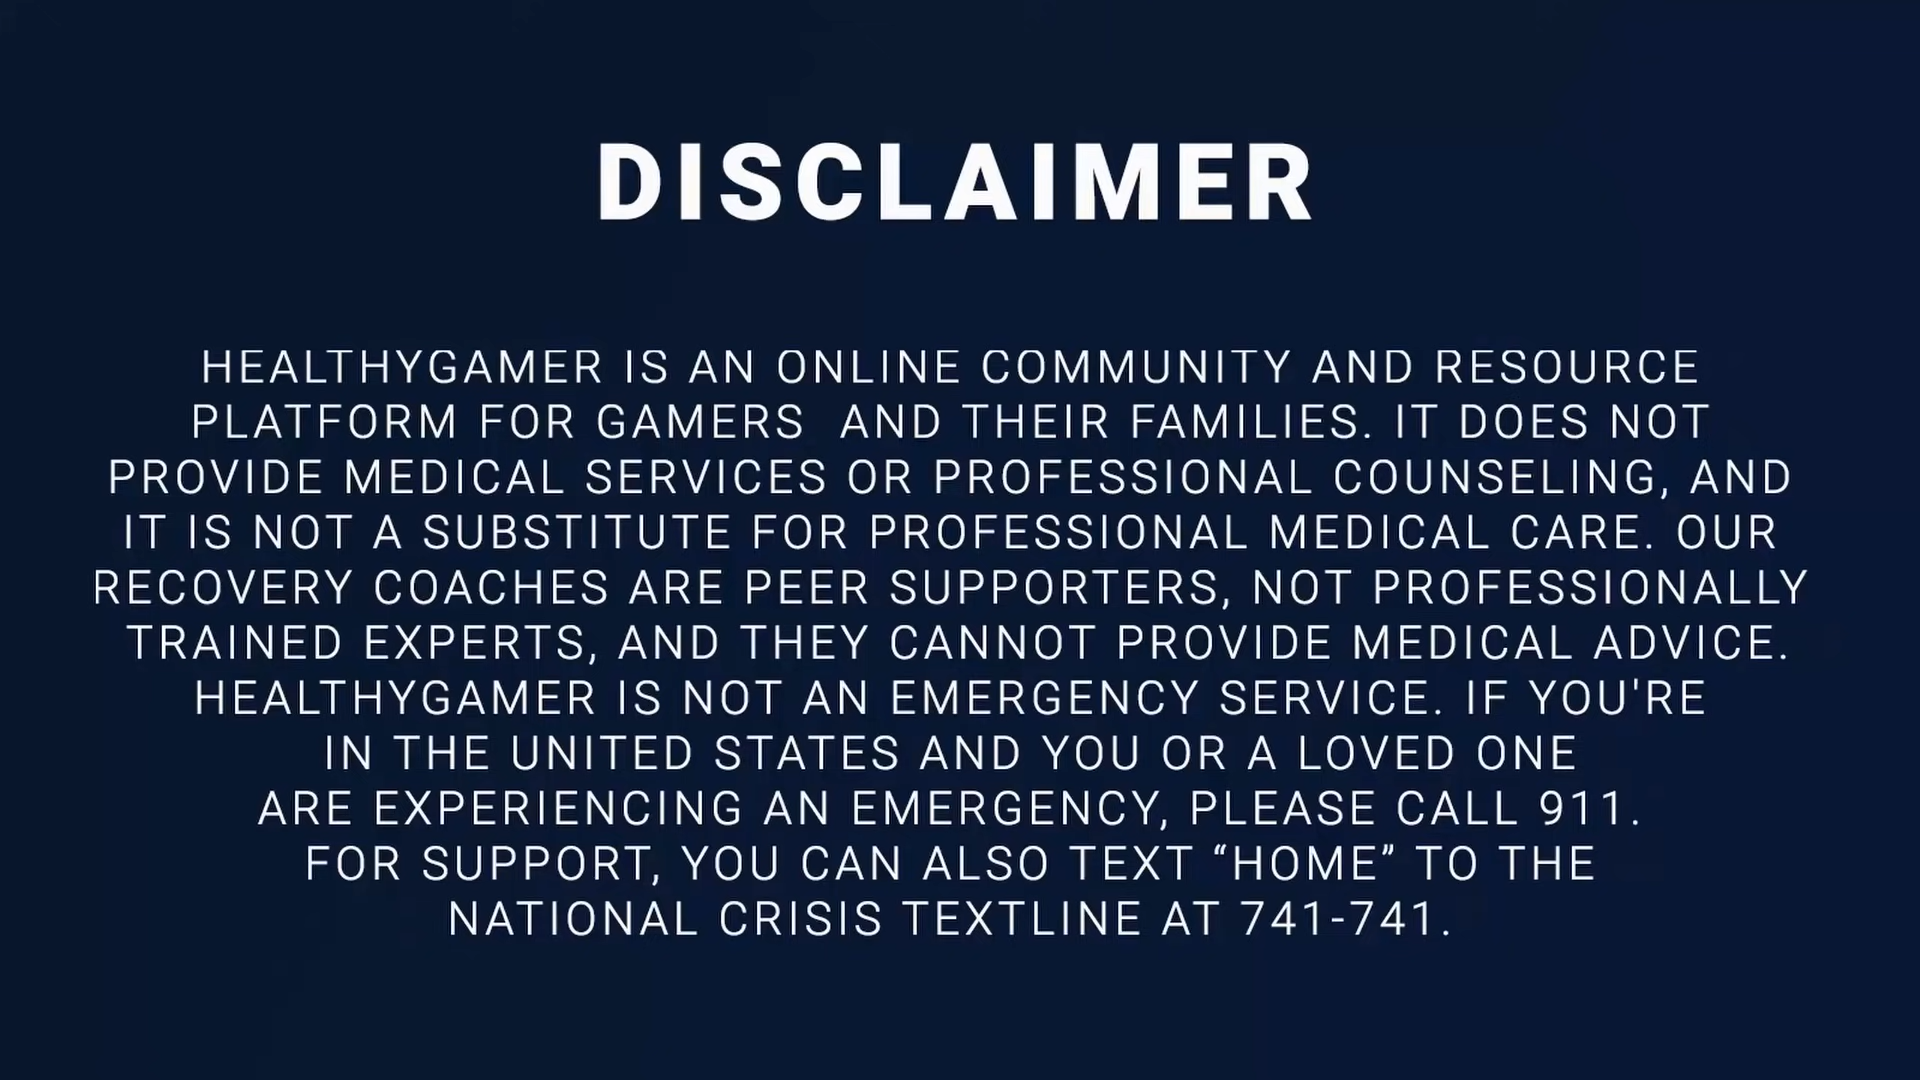 DISCLAIMER
HEALTHYGAMER IS AN ONLINE COMMUNITY AND RESOURCE
PLATFORM FOR GAMERS  AND THEIR FAMILIES. IT DOES NOT
PROVIDE MEDICAL SERVICES OR PROFESSIONAL COUNSELING, AND
IT IS NOT A SUBSTITUTE FOR PROFESSIONAL MEDICAL CARE. OUR
RECOVERY COACHES ARE PEER SUPPORTERS, NOT PROFESSIONALLY
TRAINED EXPERTS, AND THEY CANNOT PROVIDE MEDICAL ADVICE.
HEALTHYGAMER IS NOT AN EMERGENCY SERVICE. IF YOU'RE
IN THE UNITED STATES AND YOU OR A LOVED ONE
ARE EXPERIENCING AN EMERGENCY, PLEASE CALL 911.
FOR SUPPORT, YOU CAN ALSO TEXT “HOME” TO THE
NATIONAL CRISIS TEXTLINE AT 741-741.